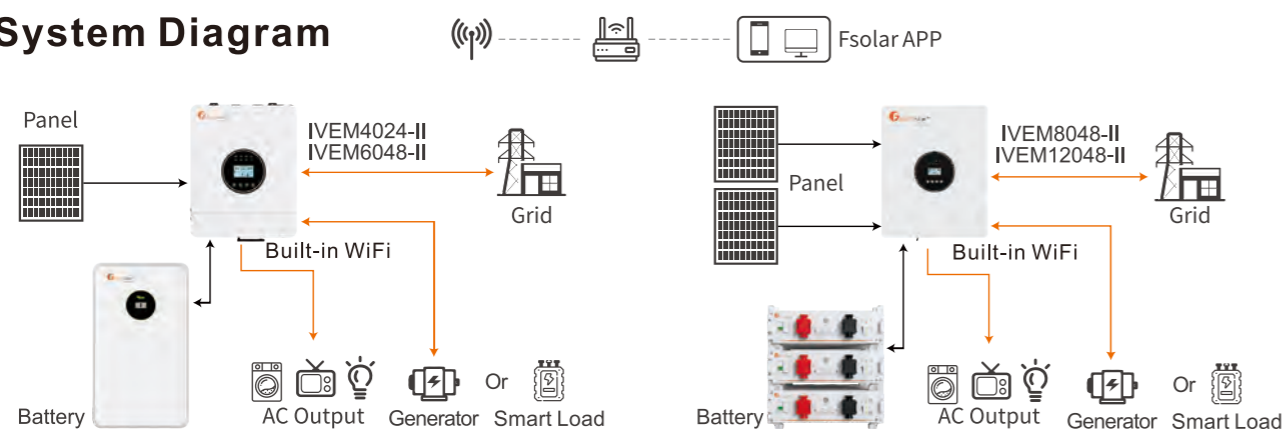 System Diagram
Fsolar APP
Panel
IVEM4024-II
IVEM6048-II
Grid
Built-in WiFi
Battery
AC Output
Generator
Or
Smart Load
Panel
IVEM8048-II
IVEM12048-II
Grid
Built-in WiFi
Battery
AC Output
Generator
Or
Smart Load